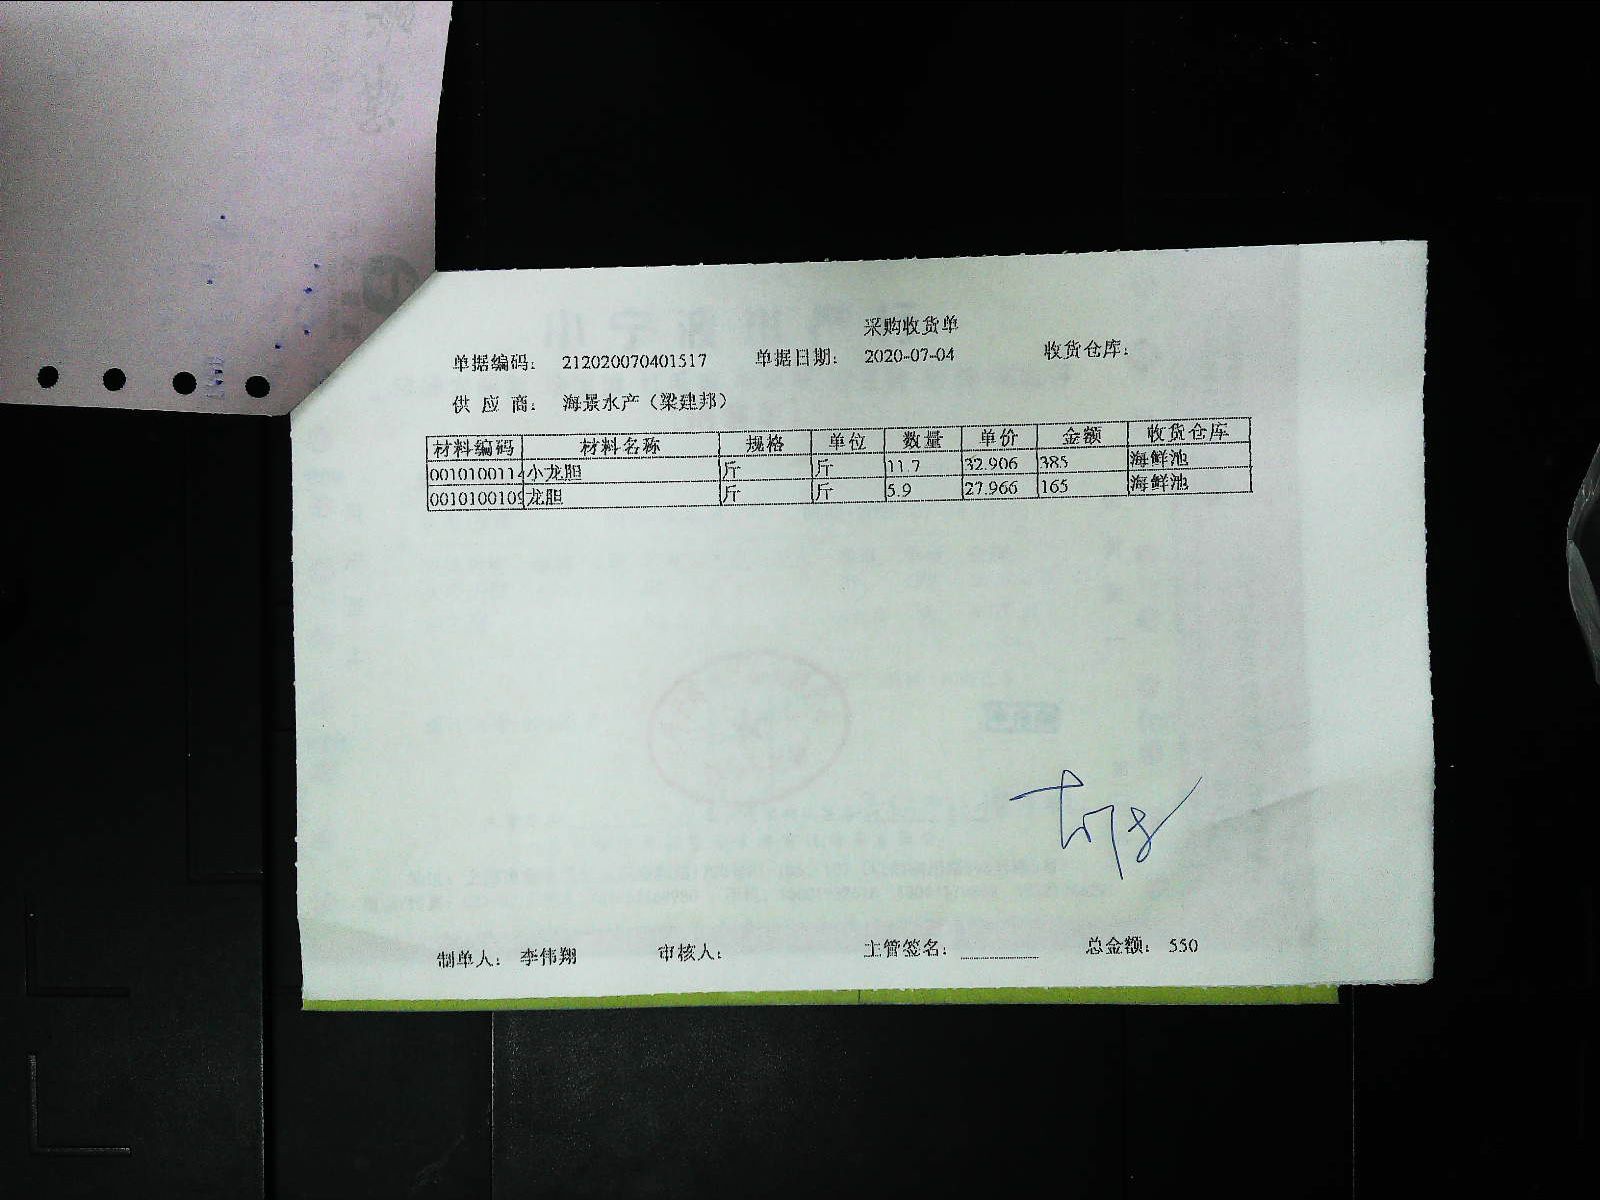 采购收货单
单据编码： 212020070401517 单据日期： 2020-07-04 收货仓库：
供 应 商： 海景水产（梁建邦）
材料编码 材料名称 规格 单位 数量 单价 金额 收货仓库
0010100114 小龙胆 斤 斤 11.7 32.906 385 海鲜池
0010100109 龙胆 斤 斤 5.9 27.966 165 海鲜池
制单人： 李伟翔 审核人： 主管签名： 总金额： 550